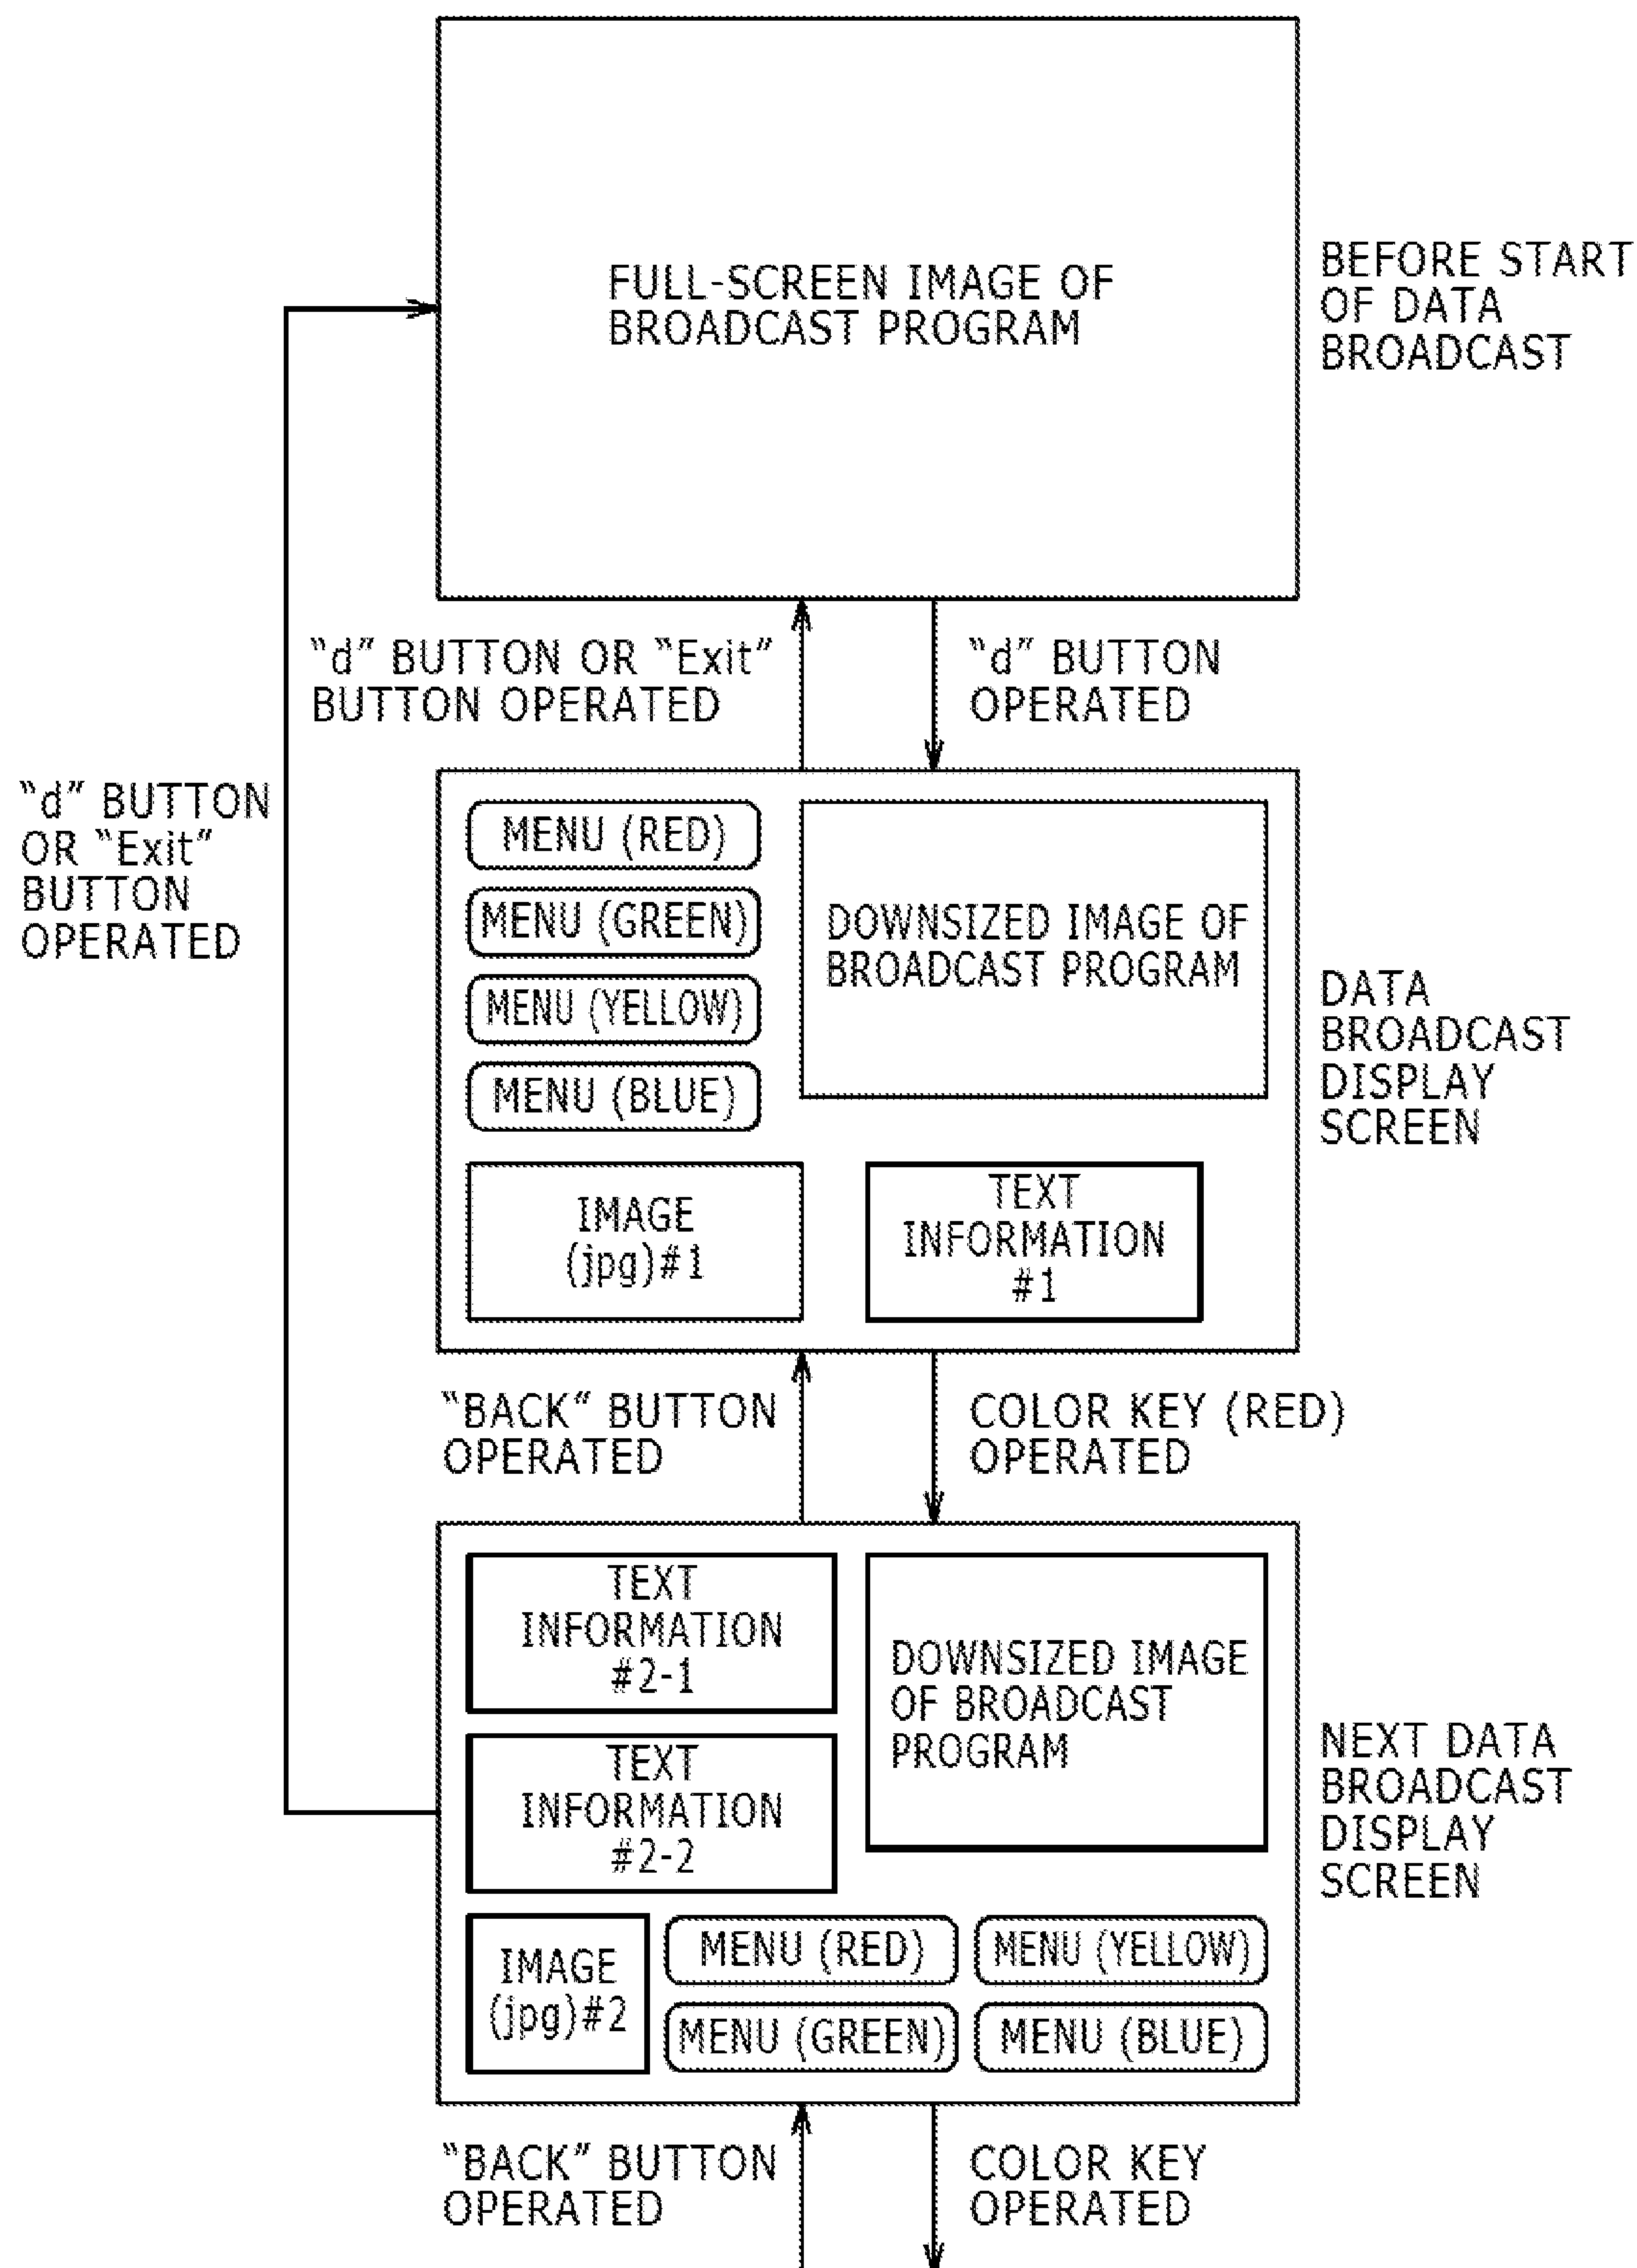 FULL-SCREEN IMAGE OF
BROADCAST PROGRAM
BEFORE START
OF DATA
BROADCAST
“d” BUTTON OR “Exit”
BUTTON OPERATED
“d” BUTTON
OPERATED
“d” BUTTON
OR “Exit”
BUTTON
OPERATED
MENU (RED)
MENU (GREEN)
MENU (YELLOW)
MENU (BLUE)
DOWNSIZED IMAGE OF
BROADCAST PROGRAM
DATA
BROADCAST
DISPLAY
SCREEN
IMAGE
(jpg)#1
TEXT
INFORMATION
#1
“BACK” BUTTON
OPERATED
COLOR KEY (RED)
OPERATED
TEXT
INFORMATION
#2-1
DOWNSIZED IMAGE
OF BROADCAST
PROGRAM
TEXT
INFORMATION
#2-2
NEXT DATA
BROADCAST
DISPLAY
SCREEN
IMAGE
(jpg)#2
MENU (RED)
MENU (YELLOW)
MENU (GREEN)
MENU (BLUE)
“BACK” BUTTON
OPERATED
COLOR KEY
OPERATED